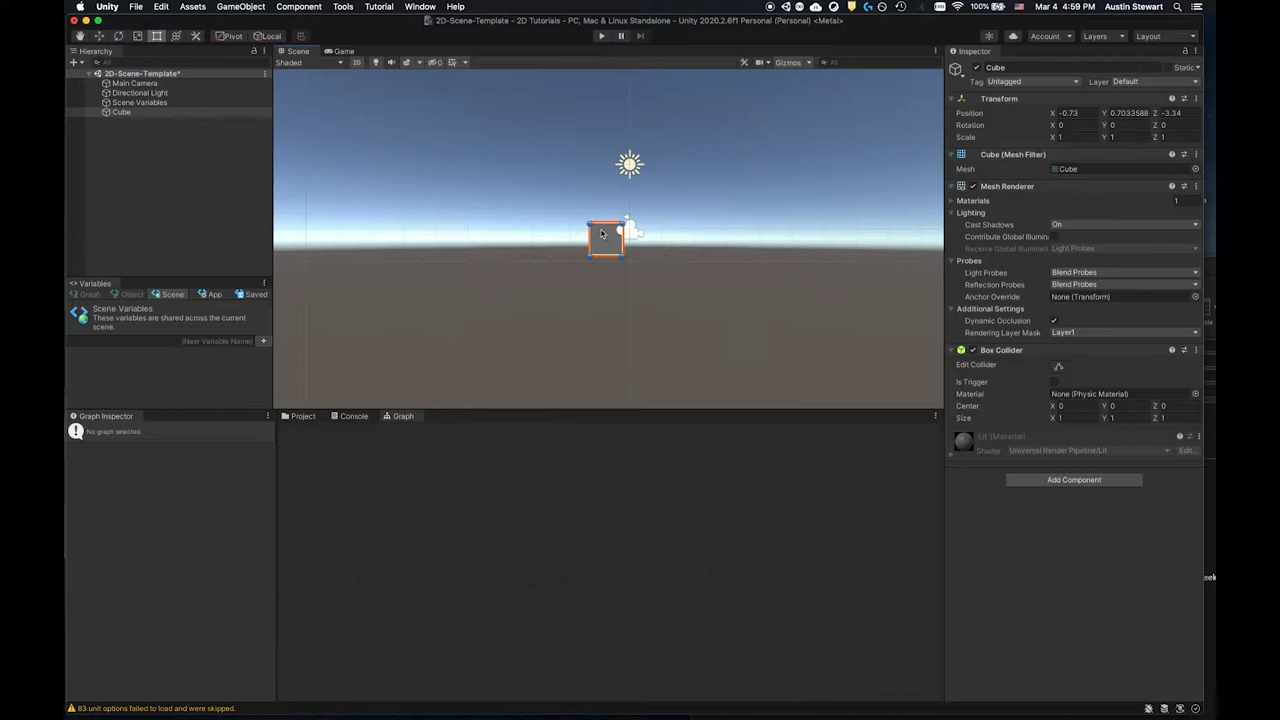 Unity File Edit Assets GameObject Component Tools Tutorial Window Help 100% Mar 4 4:59 PM Austin Stewart
2D-Scene-Template - 2D Tutorials - PC, Mac & Linux Standalone - Unity 2020.2.6f1 Personal (Personal) <Metal>
Pivot Local Account Layers Layout
Hierarchy
All
2D-Scene-Template*
Main Camera
Directional Light
Scene Variables
Cube
Scene Game
Shaded 2D 0 Gizmos All
Inspector
Cube Static
Tag Untagged Layer Default
Transform
Position X -0.73 Y 0.7033588 Z -3.34
Rotation X 0 Y 0 Z 0
Scale X 1 Y 1 Z 1
Cube (Mesh Filter)
Mesh Cube
Mesh Renderer
Materials 1
Lighting
Cast Shadows On
Contribute Global Illumin
Receive Global Illuminati Light Probes
Probes
Light Probes Blend Probes
Reflection Probes Blend Probes
Anchor Override None (Transform)
Additional Settings
Dynamic Occlusion
Rendering Layer Mask Layer1
Box Collider
Edit Collider
Is Trigger
Material None (Physic Material)
Center X 0 Y 0 Z 0
Size X 1 Y 1 Z 1
Lit (Material)
Shader Universal Render Pipeline/Lit Edit...
Add Component
Variables
Graph Object Scene App Saved
Scene Variables
These variables are shared across the current
scene.
(New Variable Name)
Graph Inspector
No graph selected.
Project Console Graph
83 unit options failed to load and were skipped.